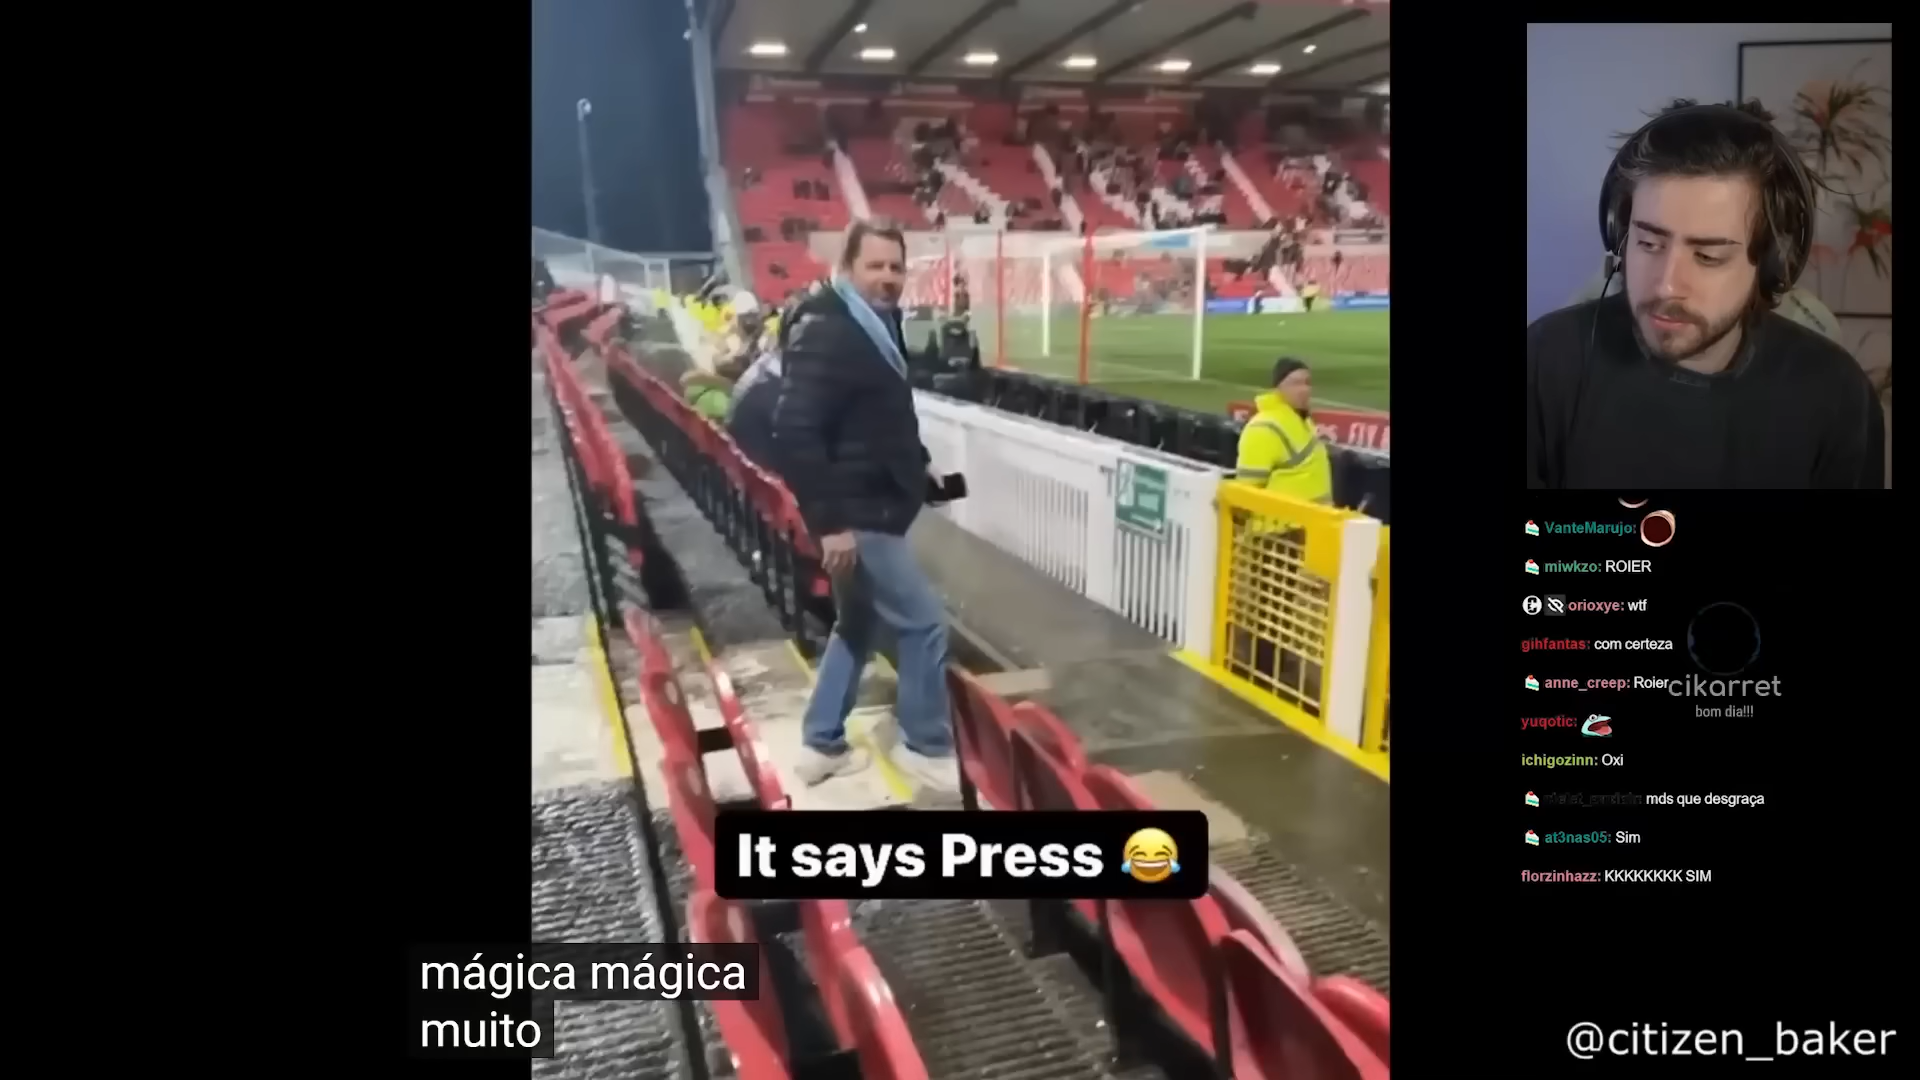 It says Press 😂
mágica mágica
muito
VanteMarujo:
miwkzo: ROIER
orioxye: wtf
gihfantas: com certeza
anne_creep: Roier
cikarret
bom dia!!!
yuqotic:
ichigozinn: Oxi
mds que desgraça
at3nas05: Sim
florzinhazz: KKKKKKKK SIM
@citizen_baker